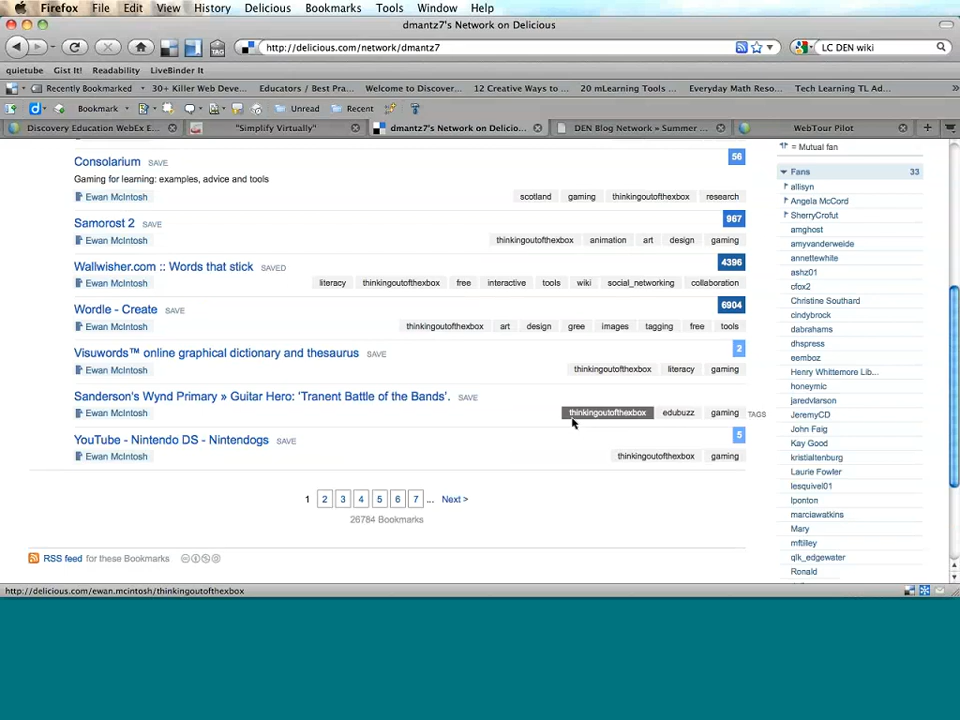 Firefox File Edit View History Delicious Bookmarks Tools Window Help
dmantz7's Network on Delicious
http://delicious.com/network/dmantz7
LC DEN wiki
quietube Gist It! Readability LiveBinder It
Recently Bookmarked 30+ Killer Web Deve... Educators / Best Pra... Welcome to Discover... 12 Creative Ways to ... 20 mLearning Tools ... Everyday Math Reso... Tech Learning TL Ad...
Bookmark Unread Recent
Discovery Education WebEx E... "Simplify Virtually" dmantz7's Network on Delicio... DEN Blog Network » Summer ... WebTour Pilot
Consolarium SAVE 56
Gaming for learning: examples, advice and tools
Ewan McIntosh scotland gaming thinkingoutofthexbox research
Samorost 2 SAVE 967
Ewan McIntosh thinkingoutofthexbox animation art design gaming
Wallwisher.com :: Words that stick SAVED 4396
Ewan McIntosh literacy thinkingoutofthexbox free interactive tools wiki social_networking collaboration
Wordle - Create SAVE 6904
Ewan McIntosh thinkingoutofthexbox art design gree images tagging free tools
Visuwords™ online graphical dictionary and thesaurus SAVE 2
Ewan McIntosh thinkingoutofthexbox literacy gaming
Sanderson's Wynd Primary » Guitar Hero: 'Tranent Battle of the Bands'. SAVE
Ewan McIntosh thinkingoutofthexbox edubuzz gaming TAGS
YouTube - Nintendo DS - Nintendogs SAVE 5
Ewan McIntosh thinkingoutofthexbox gaming
1 2 3 4 5 6 7 ... Next >
26784 Bookmarks
RSS feed for these Bookmarks
= Mutual fan
Fans 33
allisyn
Angela McCord
SherryCrofut
amghost
amyvanderweide
annettewhite
ashz01
cfox2
Christine Southard
cindybrock
dabrahams
dhspress
eemboz
Henry Whittemore Lib...
honeymic
jaredvlarson
JeremyCD
John Faig
Kay Good
kristialtenburg
Laurie Fowler
lesquivel01
lponton
marciawatkins
Mary
mftilley
qlk_edgewater
Ronald
http://delicious.com/ewan.mcintosh/thinkingoutofthexbox